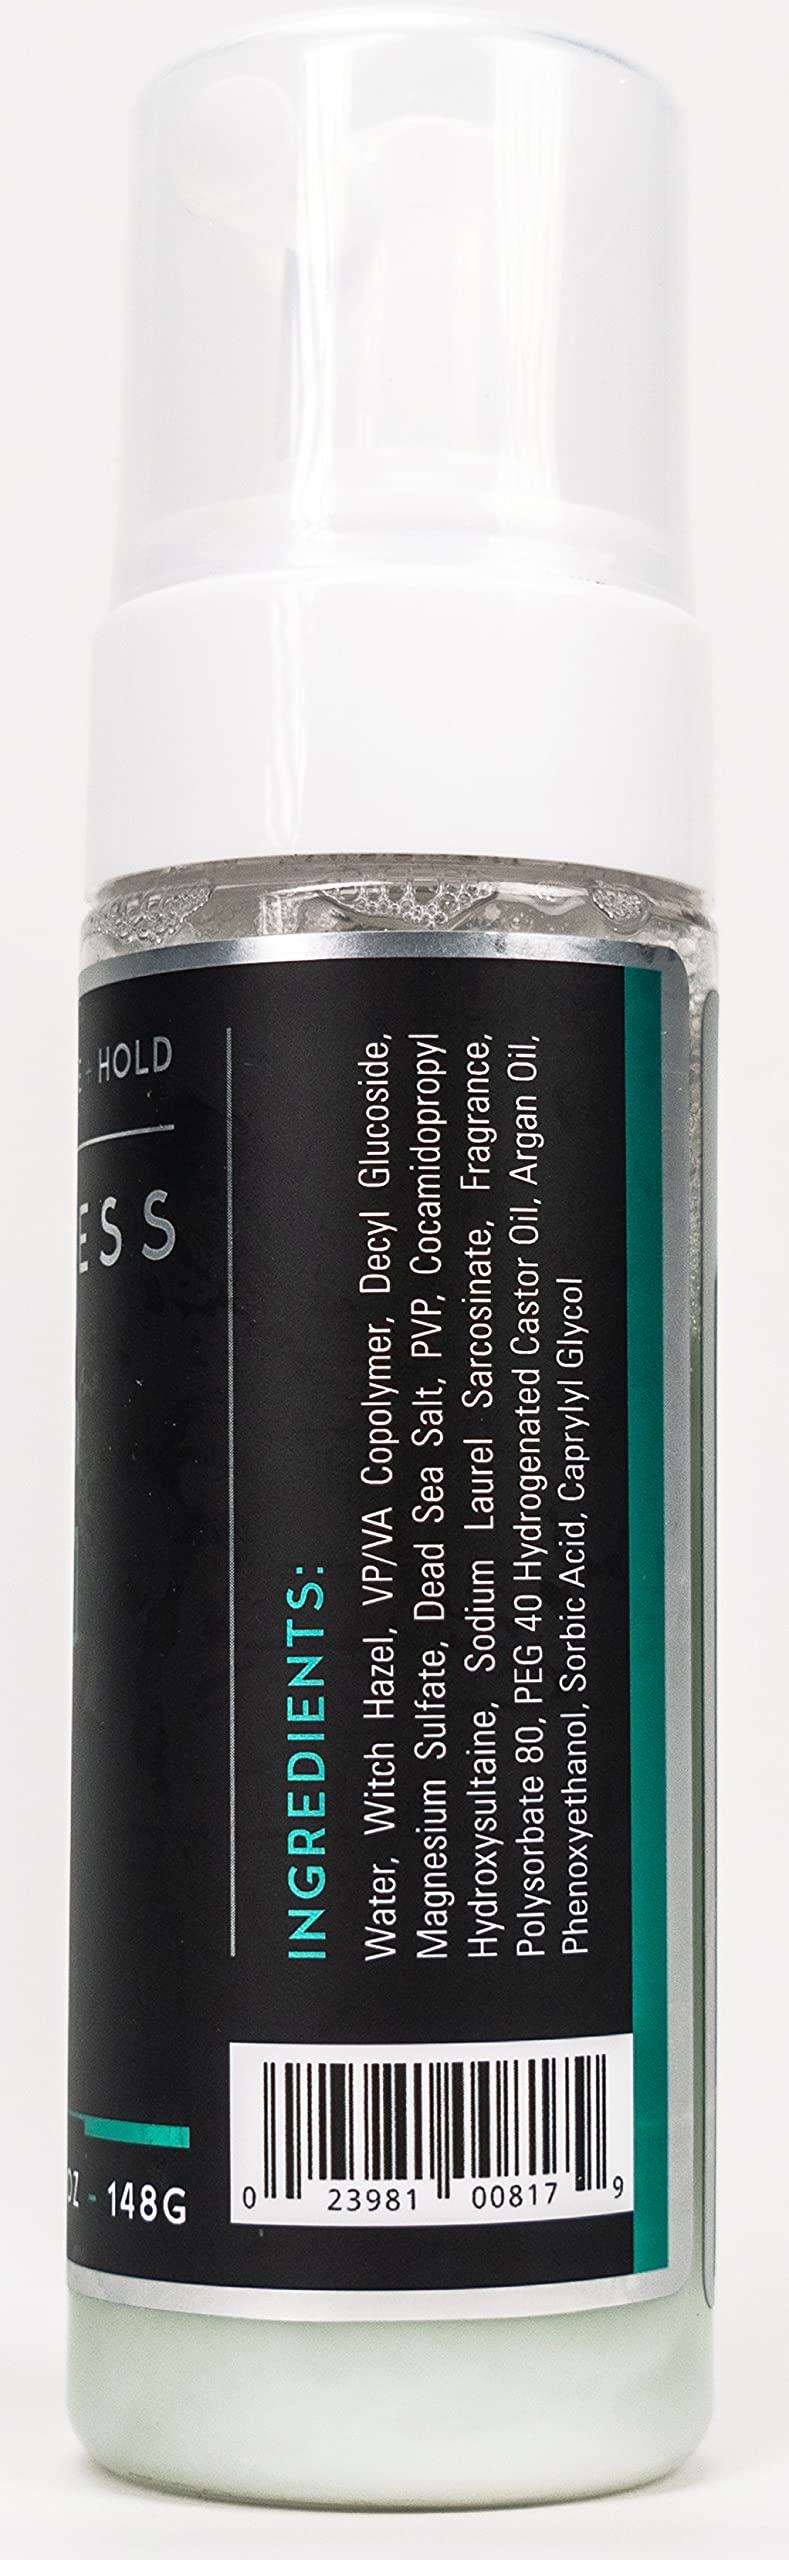 E + HOLD
ESS
OZ - 148G
INGREDIENTS:
Water, Witch Hazel, VP/VA Copolymer, Decyl Glucoside,
Magnesium Sulfate, Dead Sea Salt, PVP, Cocamidopropyl
Hydroxysultaine, Sodium Laurel Sarcosinate, Fragrance,
Polysorbate 80, PEG 40 Hydrogenated Castor Oil, Argan Oil,
Phenoxyethanol, Sorbic Acid, Caprylyl Glycol
0 23981 00817 9